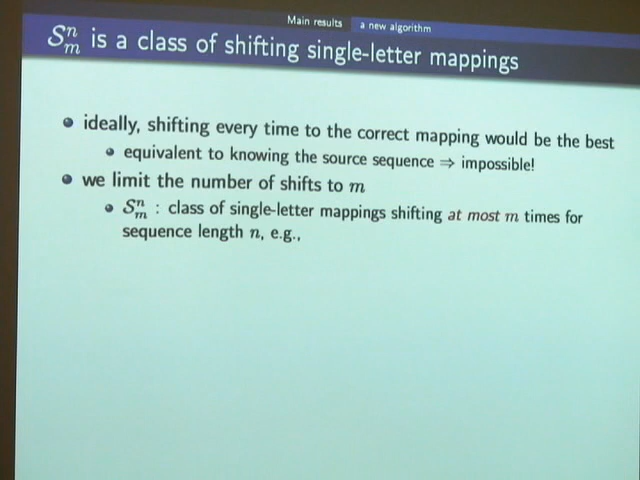 Main results a new algorithm
𝒮ₘⁿ is a class of shifting single-letter mappings
ideally, shifting every time to the correct mapping would be the best
equivalent to knowing the source sequence ⇒ impossible!
we limit the number of shifts to m
𝒮ₘⁿ : class of single-letter mappings shifting at most m times for
sequence length n, e.g.,